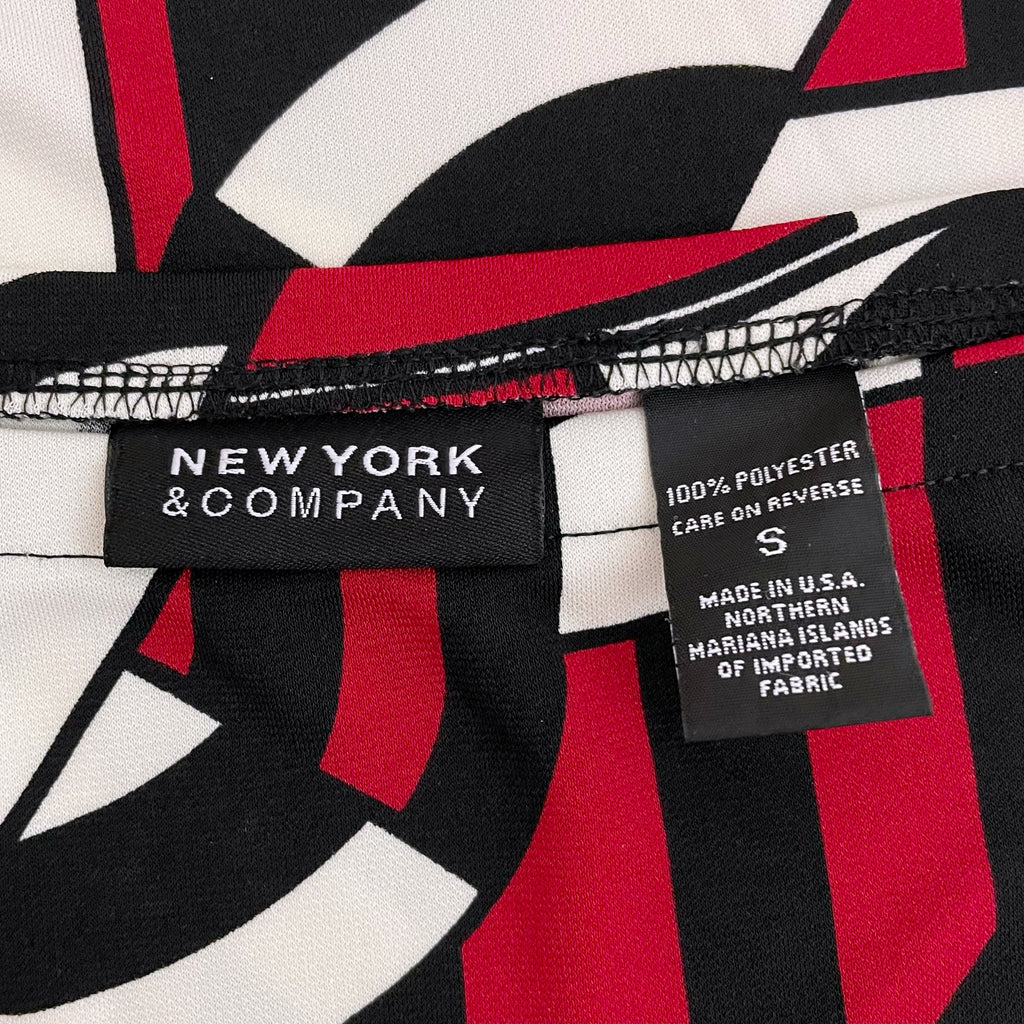 NEW YORK
&COMPANY
100% POLYESTER
CARE ON REVERSE
S
MADE IN U.S.A.
NORTHERN
MARIANA ISLANDS
OF IMPORTED
FABRIC